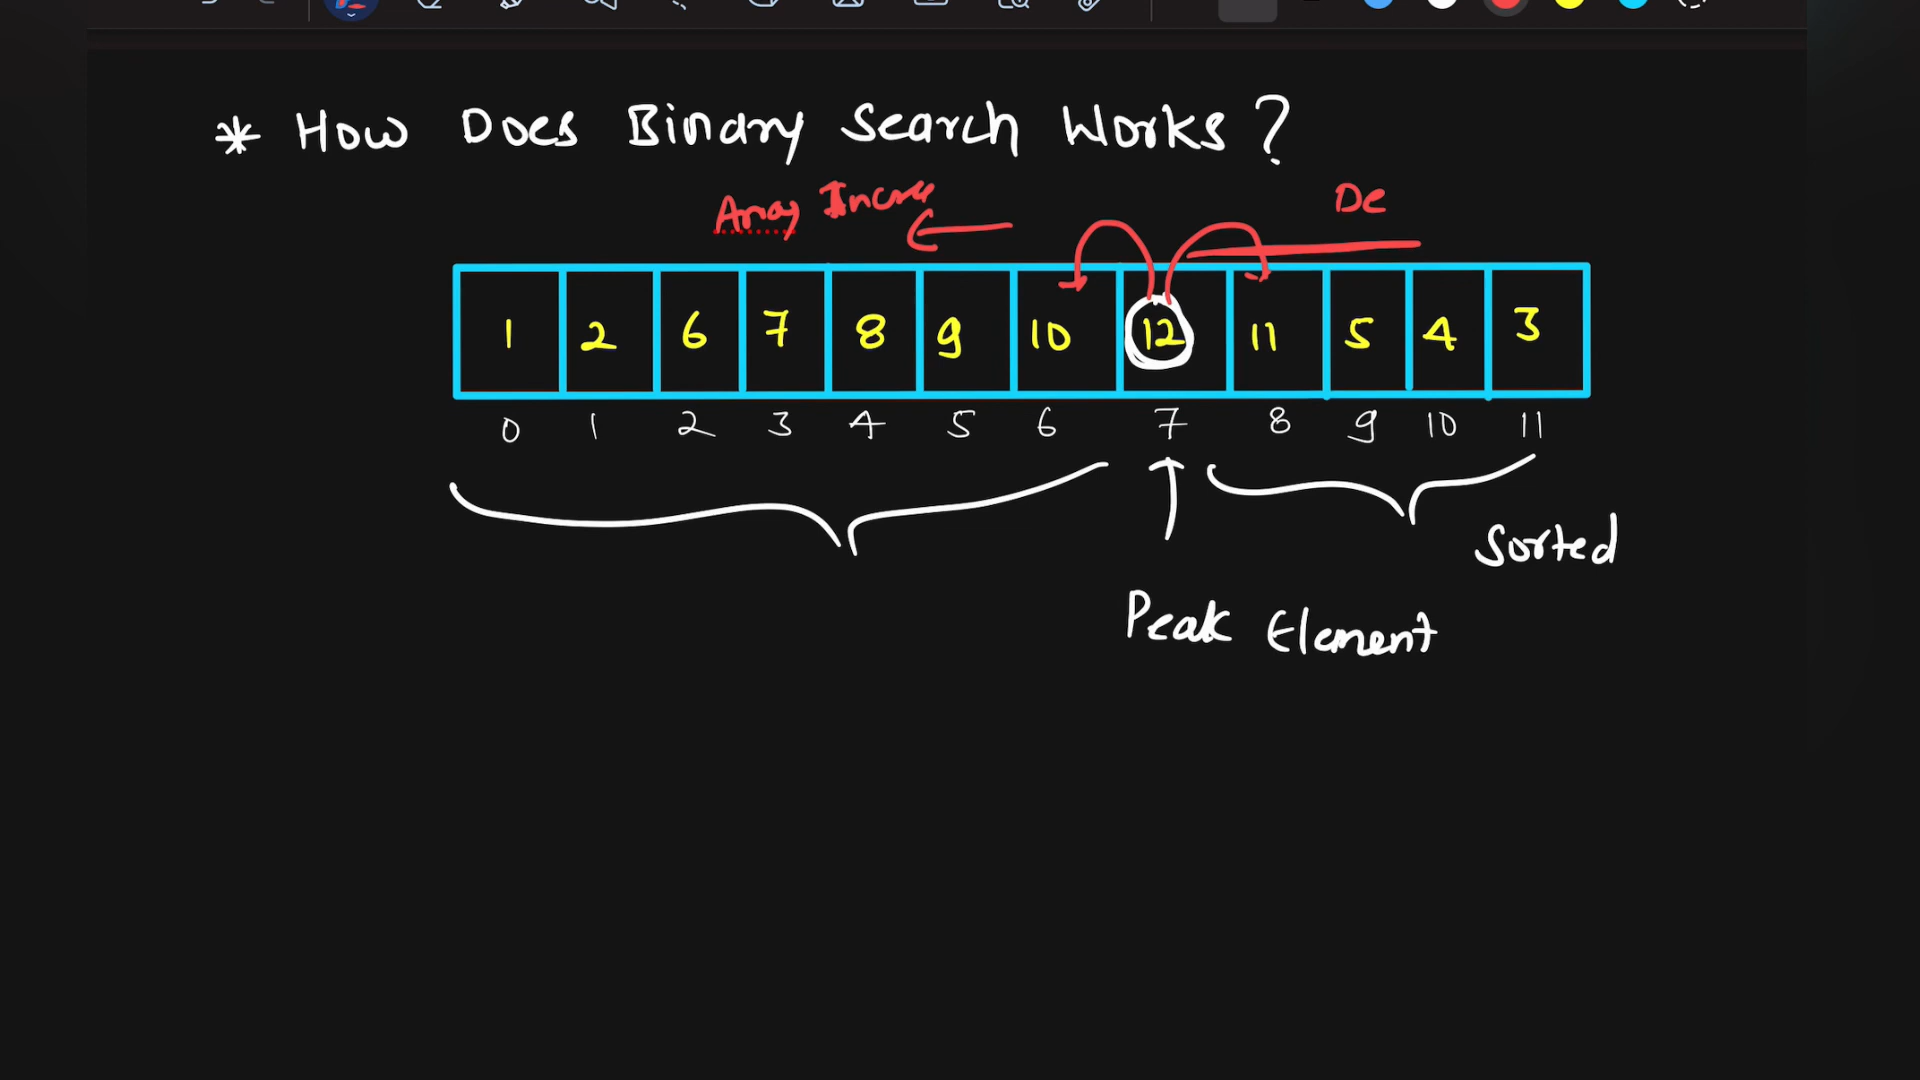 * How Does Binary Search Works?
Array Incre
De
1 2 6 7 8 9 10 12 11 5 4 3
0 1 2 3 4 5 6 7 8 9 10 11
Sorted
Peak Element